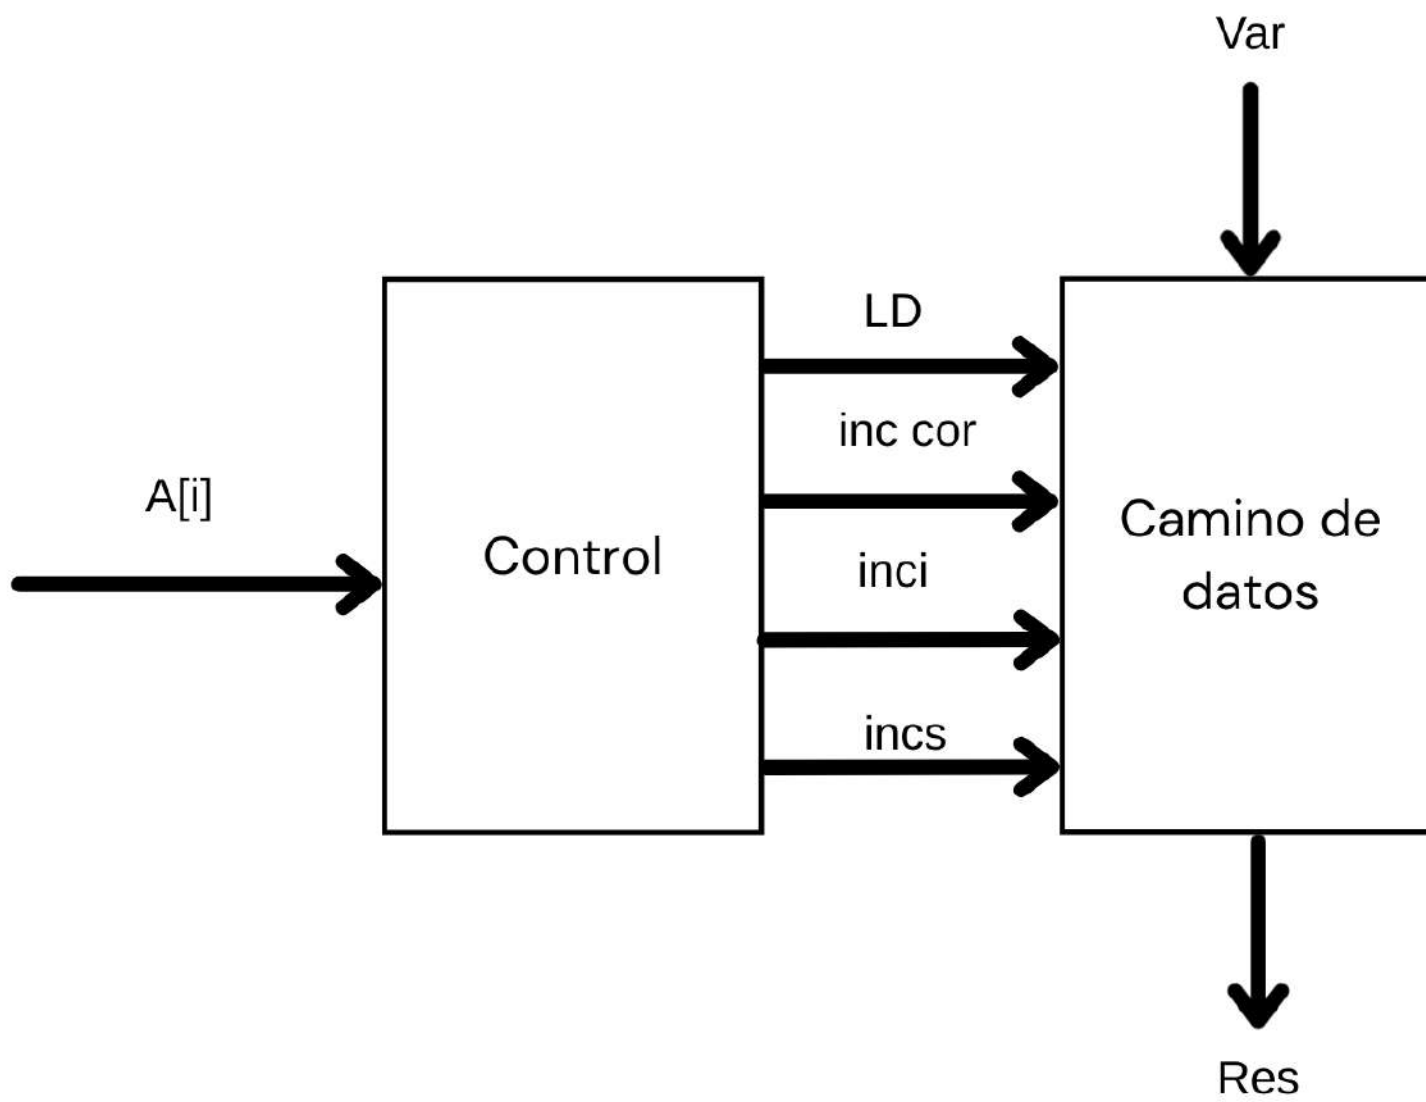 Var
LD
inc cor
A[i]
Control
inci
Camino de
datos
incs
Res